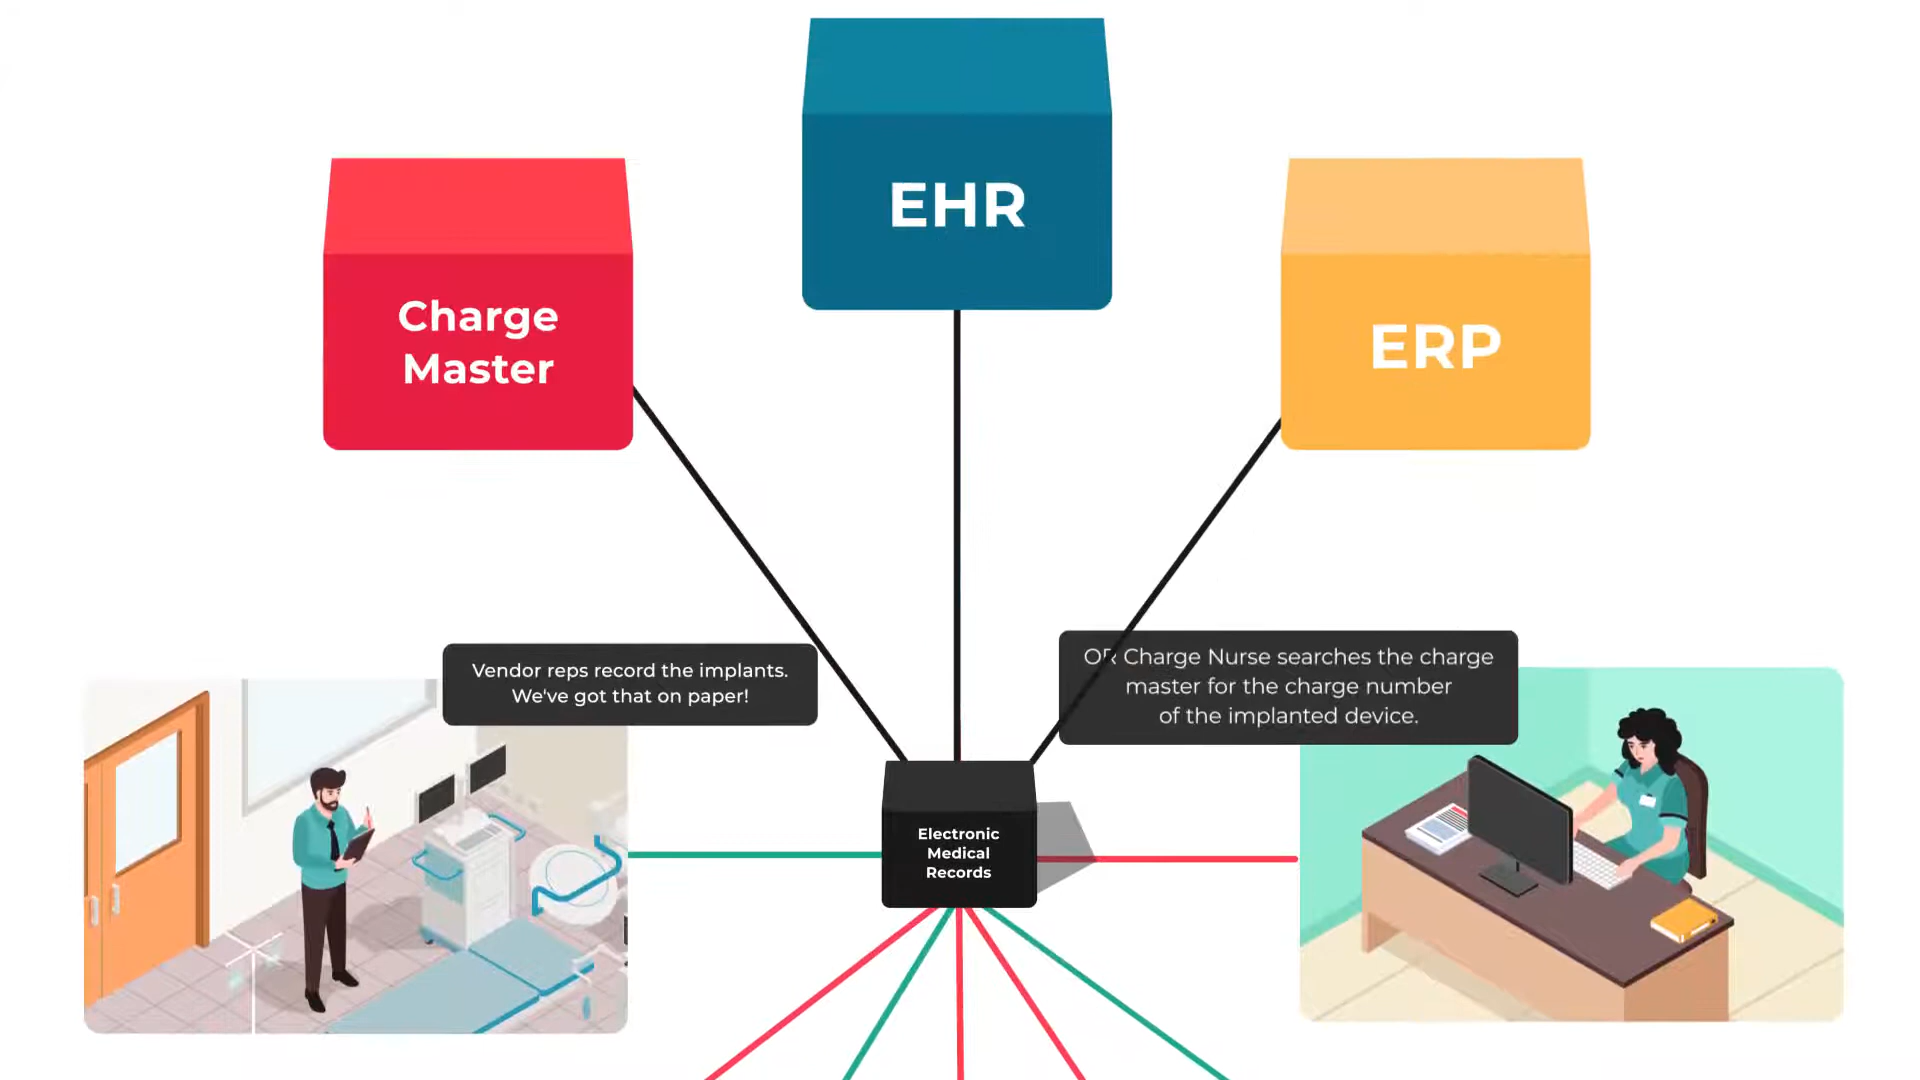 EHR
Charge
Master
ERP
Vendor reps record the implants.
We've got that on paper!
OR Charge Nurse searches the charge
master for the charge number
of the implanted device.
Electronic
Medical
Records